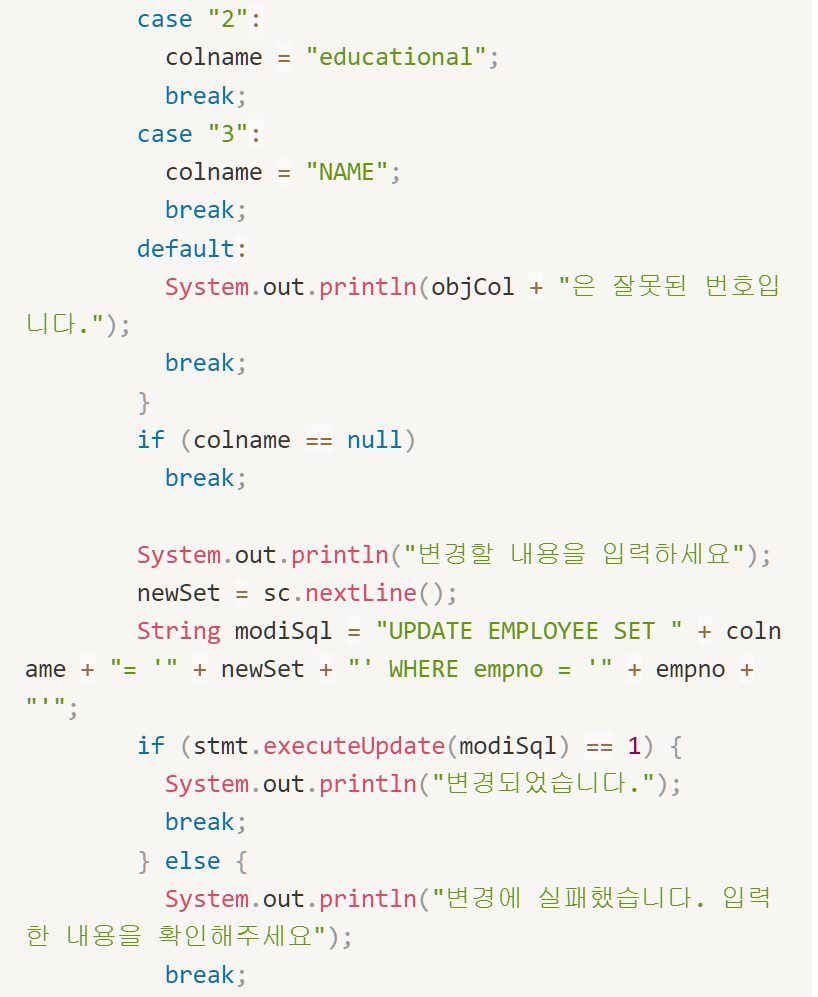 case "2":
colname = "educational";
break;
case "3":
colname = "NAME";
break;
default:
System.out.println(objCol + "은 잘못된 번호입
니다.");
break;
}
if (colname == null)
break;
System.out.println("변경할 내용을 입력하세요");
newSet = sc.nextLine();
String modiSql = "UPDATE EMPLOYEE SET " + coln
ame + "= '" + newSet + "' WHERE empno = '" + empno +
"'";
if (stmt.executeUpdate(modiSql) == 1) {
System.out.println("변경되었습니다.");
break;
} else {
System.out.println("변경에 실패했습니다. 입력
한 내용을 확인해주세요");
break;